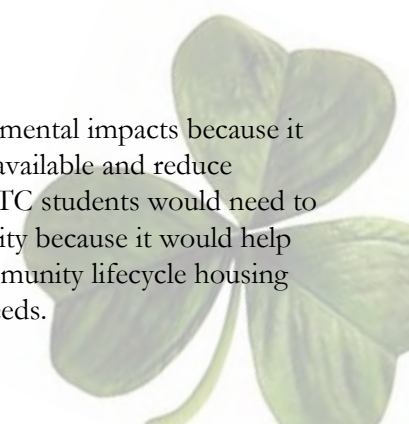 mental impacts because it
available and reduce
TC students would need to
ity because it would help
munity lifecycle housing
eeds.